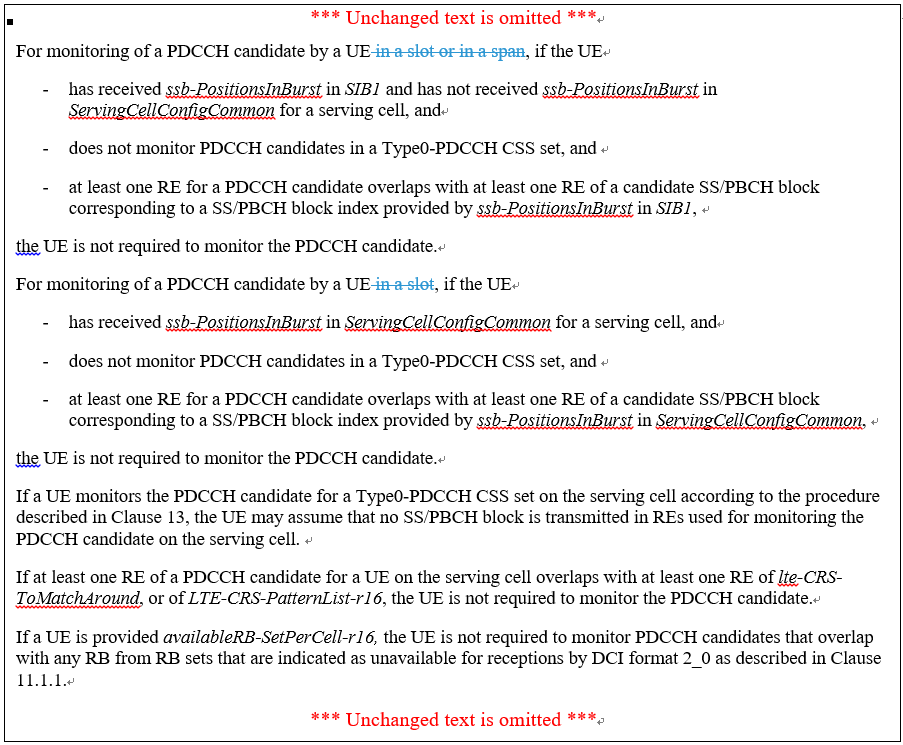 *** Unchanged text is omitted ***
For monitoring of a PDCCH candidate by a UE in a slot or in a span, if the UE
- has received ssb-PositionsInBurst in SIB1 and has not received ssb-PositionsInBurst in
ServingCellConfigCommon for a serving cell, and
- does not monitor PDCCH candidates in a Type0-PDCCH CSS set, and
- at least one RE for a PDCCH candidate overlaps with at least one RE of a candidate SS/PBCH block
corresponding to a SS/PBCH block index provided by ssb-PositionsInBurst in SIB1,
the UE is not required to monitor the PDCCH candidate.
For monitoring of a PDCCH candidate by a UE in a slot, if the UE
- has received ssb-PositionsInBurst in ServingCellConfigCommon for a serving cell, and
- does not monitor PDCCH candidates in a Type0-PDCCH CSS set, and
- at least one RE for a PDCCH candidate overlaps with at least one RE of a candidate SS/PBCH block
corresponding to a SS/PBCH block index provided by ssb-PositionsInBurst in ServingCellConfigCommon,
the UE is not required to monitor the PDCCH candidate.
If a UE monitors the PDCCH candidate for a Type0-PDCCH CSS set on the serving cell according to the procedure
described in Clause 13, the UE may assume that no SS/PBCH block is transmitted in REs used for monitoring the
PDCCH candidate on the serving cell.
If at least one RE of a PDCCH candidate for a UE on the serving cell overlaps with at least one RE of lte-CRS-
ToMatchAround, or of LTE-CRS-PatternList-r16, the UE is not required to monitor the PDCCH candidate.
If a UE is provided availableRB-SetPerCell-r16, the UE is not required to monitor PDCCH candidates that overlap
with any RB from RB sets that are indicated as unavailable for receptions by DCI format 2_0 as described in Clause
11.1.1.
*** Unchanged text is omitted ***